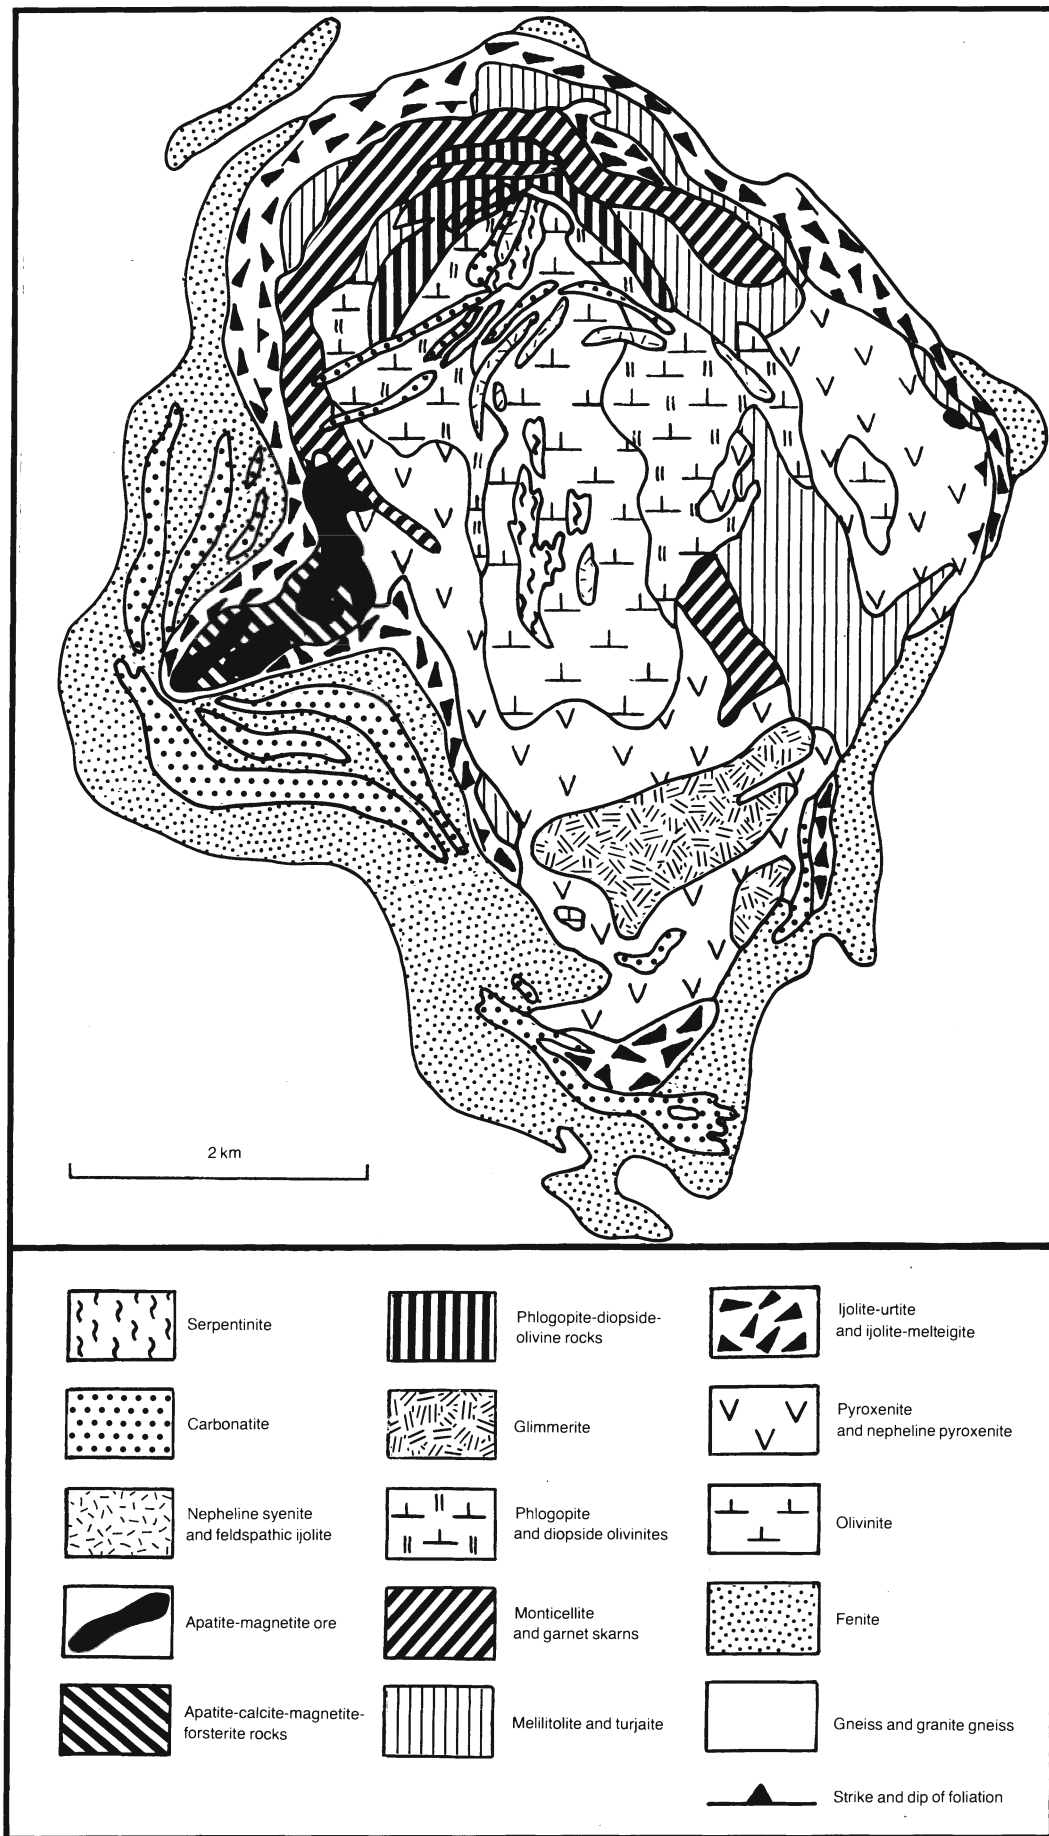 2 km
Serpentinite
Carbonatite
Nepheline syenite
and feldspathic ijolite
Apatite-magnetite ore
Apatite-calcite-magnetite-
forsterite rocks
Phlogopite-diopside-
olivine rocks
Glimmerite
Phlogopite
and diopside olivinites
Monticellite
and garnet skarns
Melilitolite and turjaite
Ijolite-urtite
and ijolite-melteigite
Pyroxenite
and nepheline pyroxenite
Olivinite
Fenite
Gneiss and granite gneiss
Strike and dip of foliation